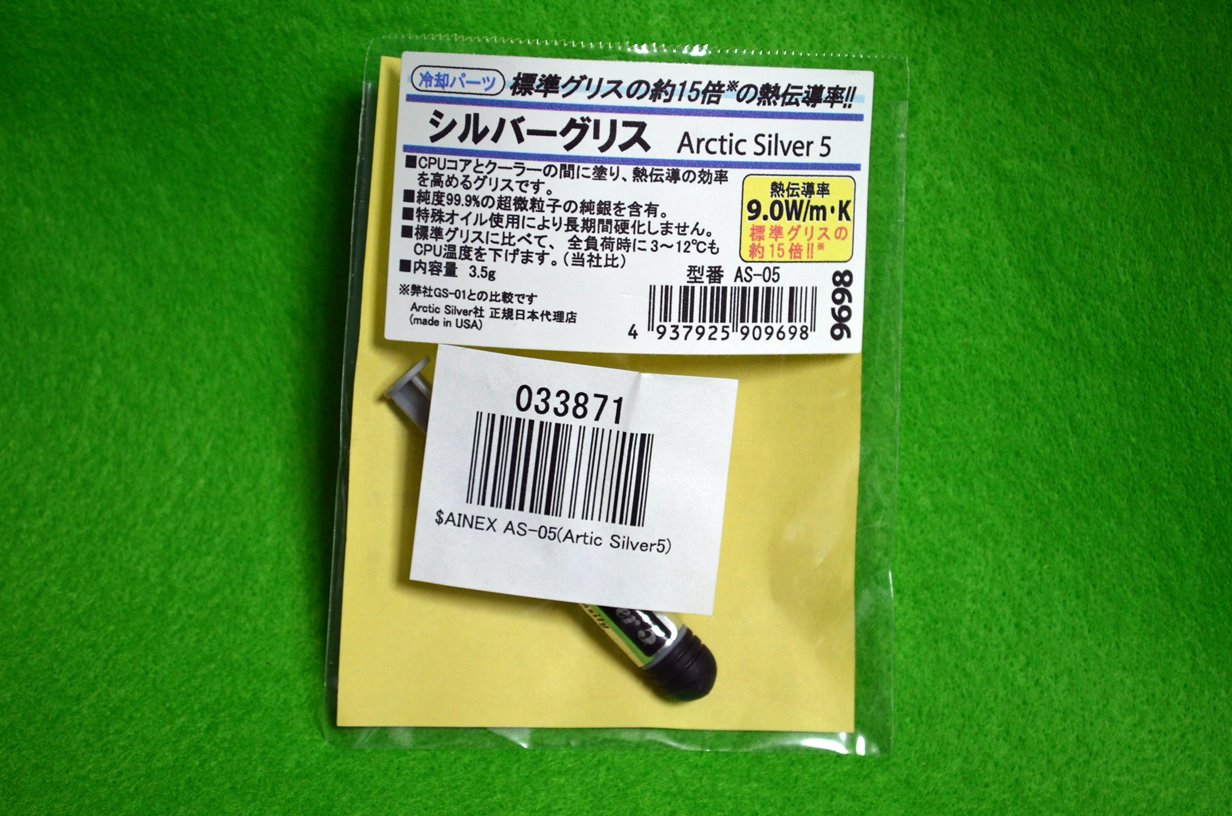 冷却パーツ 標準グリスの約15倍※の熱伝導率!!
シルバーグリス Arctic Silver 5
■CPUコアとクーラーの間に塗り、熱伝導の効率
を高めるグリスです。
■純度99.9%の超微粒子の純銀を含有。
■特殊オイル使用により長期間硬化しません。
■標準グリスに比べて、全負荷時に3〜12℃も
CPU温度を下げます。(当社比)
■内容量 3.5g
※弊社GS-01との比較です
Arctic Silver社 正規日本代理店
(made in USA)
熱伝導率
9.0W/m・K
標準グリスの
約15倍!!※
型番 AS-05
4 937925 909698
8696
033871
$AINEX AS-05(Artic Silver5)
er 5